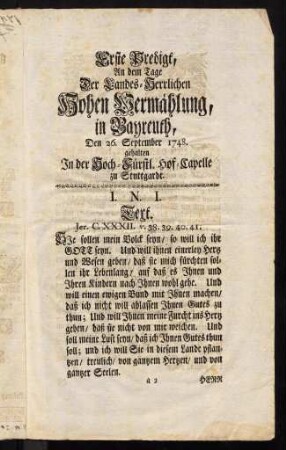 Erste Predigt,
An dem Tage
Der Landes-Herrlichen
Hohen Vermählung,
in Bayreuth,
Den 26. September 1748.
gehalten
In der Hoch-Fürstl. Hof-Capelle
zu Stuttgardt.
I. N. I.
Text.
Jer. C. XXXII. v. 38. 39. 40. 41.
Sie sollen mein Volck seyn/ so will ich ihr
GOTT seyn. Und will ihnen einerley Hertz
und Wesen geben/ daß sie mich fürchten sol-
len ihr Lebenlang/ auf daß es Ihnen und
Ihren Kindern nach Ihnen wohl gehe. Und
will einen ewigen Bund mit Ihnen machen/
daß ich nicht will ablassen Ihnen Gutes zu
thun; Und will Ihnen meine Furcht ins Hertz
geben/ daß sie nicht von mir weichen. Und
soll meine Lust seyn/ daß ich Ihnen Gutes thun
soll; und ich will Sie in diesem Lande pflan-
tzen/ treulich/ von gantzem Hertzen/ und von
gantzer Seelen.
a 2 HERR